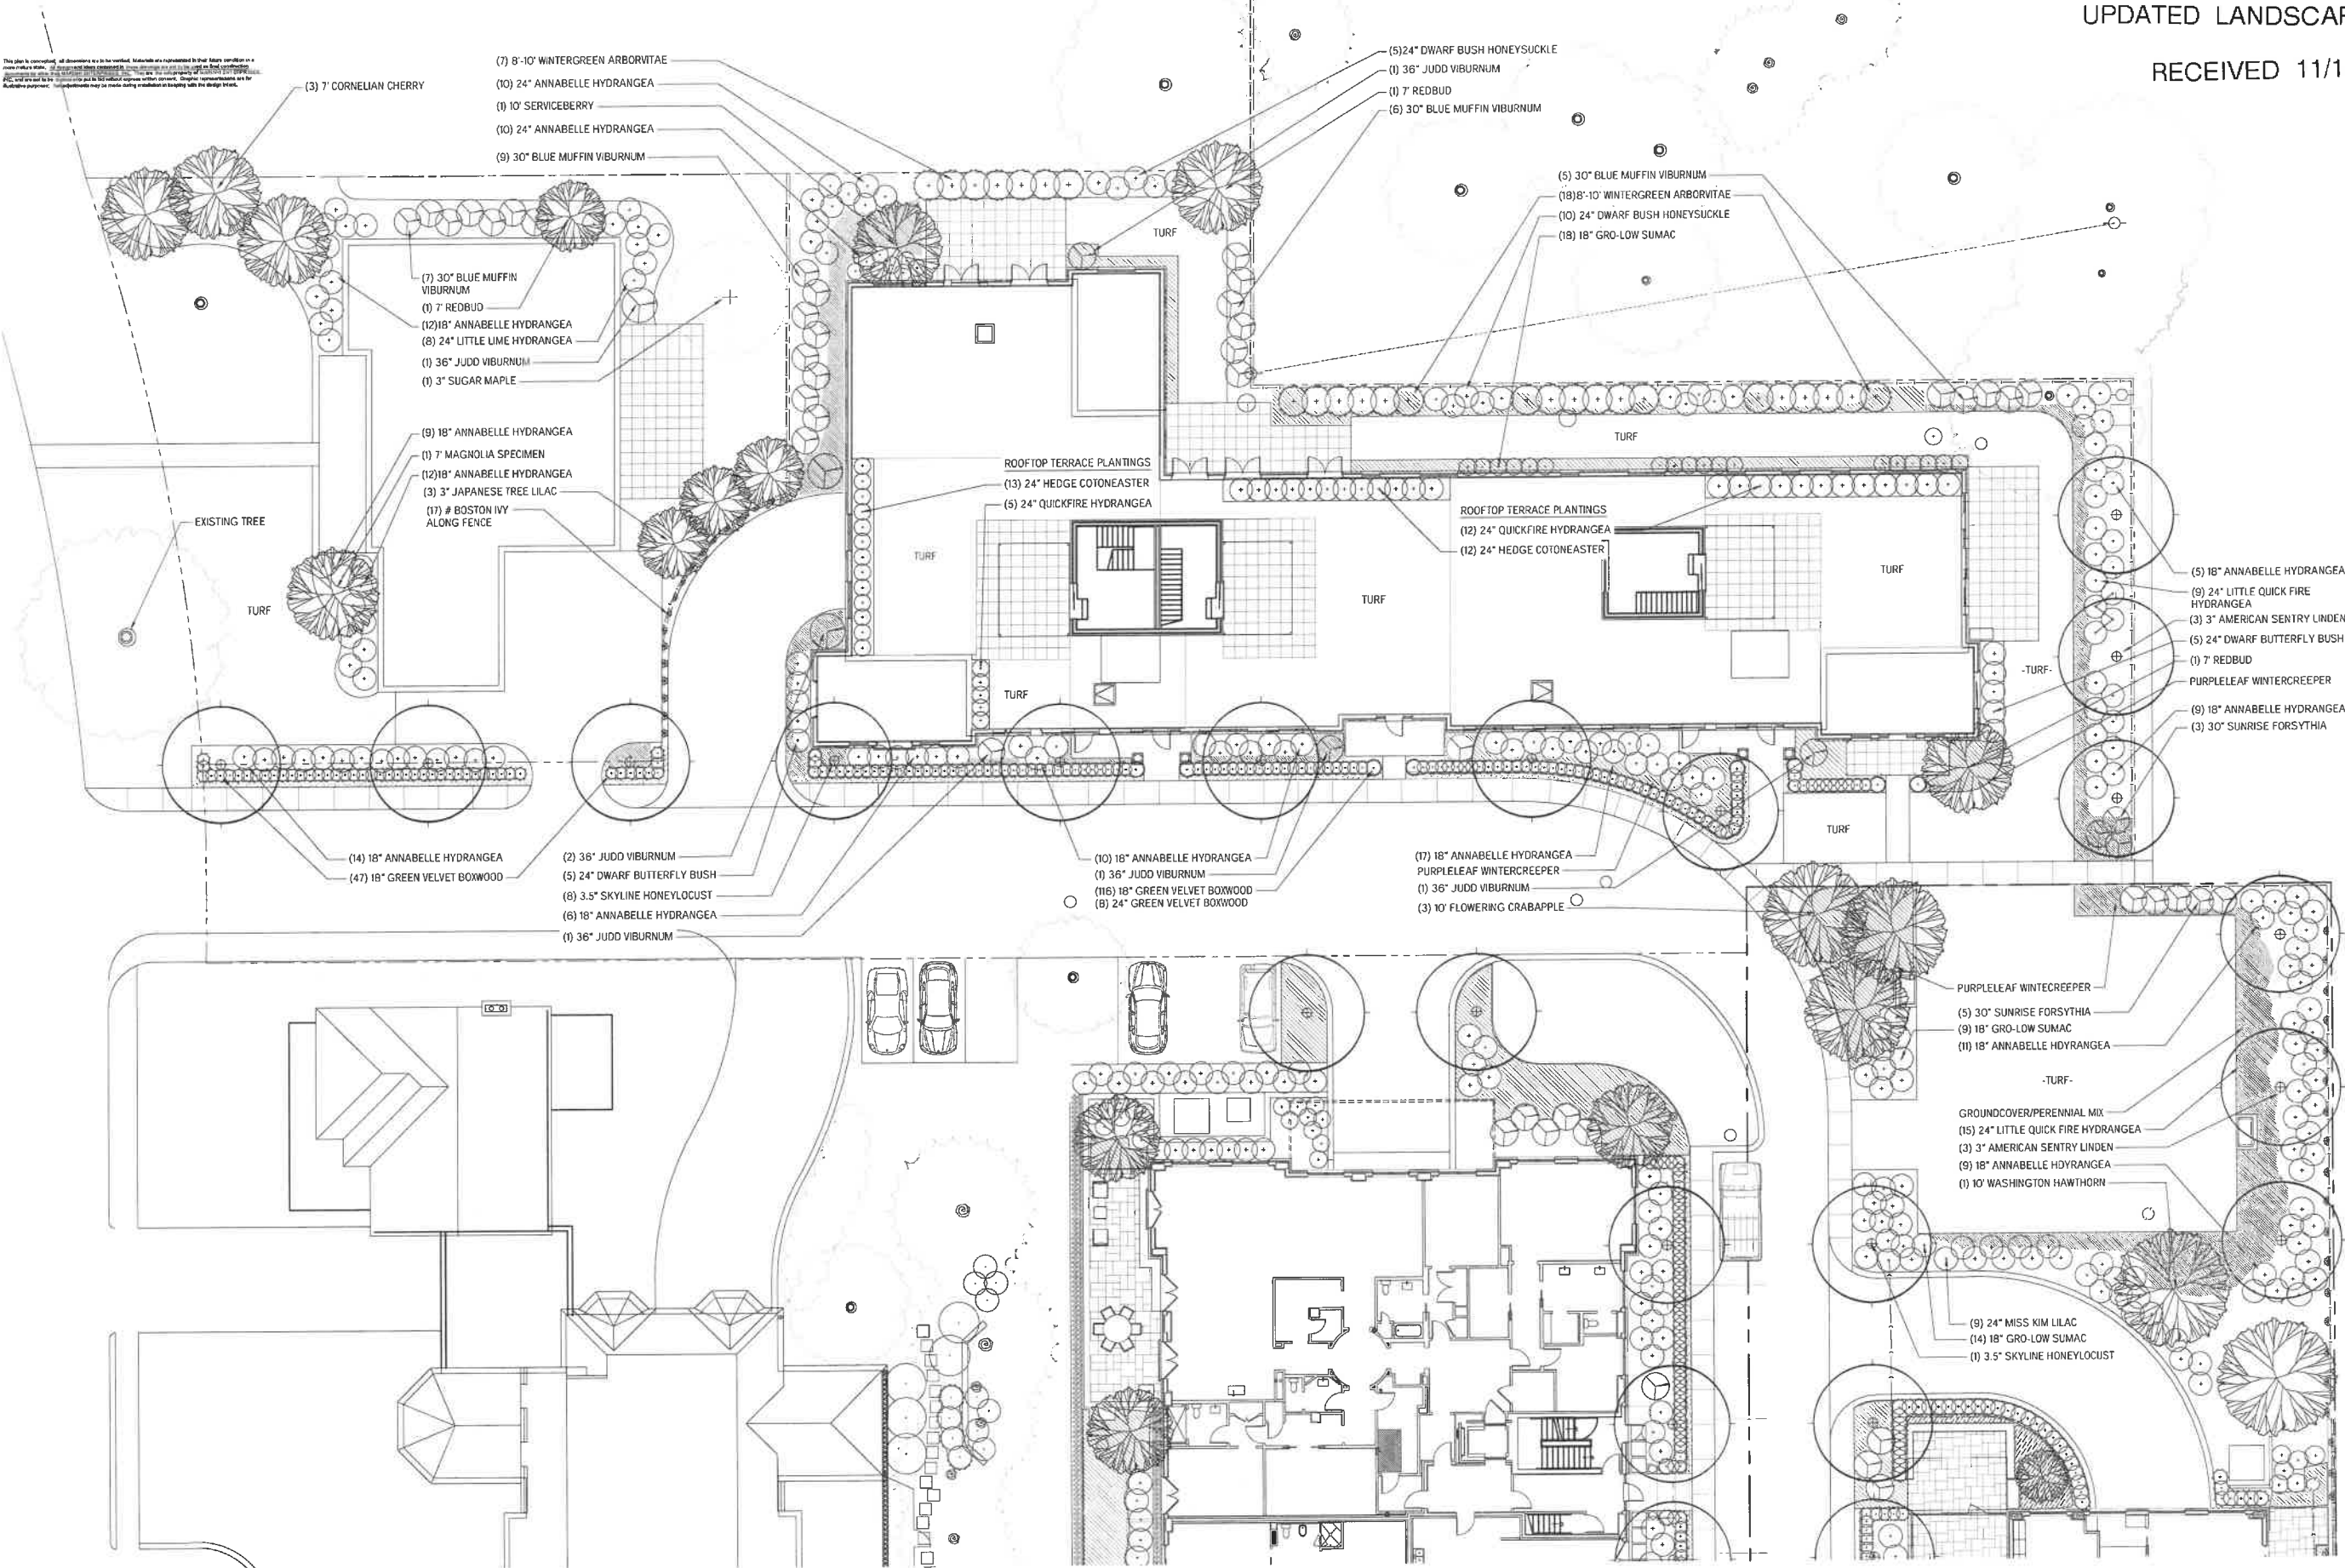 UPDATED LANDSCAP
RECEIVED 11/1
(3) 7' CORNELIAN CHERRY
(7) 8'-10' WINTERGREEN ARBORVITAE
(10) 24" ANNABELLE HYDRANGEA
(1) 10' SERVICEBERRY
(10) 24" ANNABELLE HYDRANGEA
(9) 30" BLUE MUFFIN VIBURNUM
(5)24" DWARF BUSH HONEYSUCKLE
(1) 36" JUDD VIBURNUM
(1) 7' REDBUD
(6) 30" BLUE MUFFIN VIBURNUM
(5) 30" BLUE MUFFIN VIBURNUM
(18)8'-10' WINTERGREEN ARBORVITAE
(10) 24" DWARF BUSH HONEYSUCKLE
(18) 18" GRO-LOW SUMAC
TURF
(7) 30" BLUE MUFFIN
VIBURNUM
(1) 7' REDBUD
(12)18" ANNABELLE HYDRANGEA
(8) 24" LITTLE LIME HYDRANGEA
(1) 36" JUDD VIBURNUM
(1) 3" SUGAR MAPLE
(9) 18" ANNABELLE HYDRANGEA
(1) 7' MAGNOLIA SPECIMEN
(12)18" ANNABELLE HYDRANGEA
(3) 3" JAPANESE TREE LILAC
(17) # BOSTON IVY
ALONG FENCE
EXISTING TREE
TURF
TURF
ROOFTOP TERRACE PLANTINGS
(13) 24" HEDGE COTONEASTER
(5) 24" QUICKFIRE HYDRANGEA
ROOFTOP TERRACE PLANTINGS
(12) 24" QUICKFIRE HYDRANGEA
(12) 24" HEDGE COTONEASTER
TURF
TURF
TURF
TURF
-TURF-
(5) 18" ANNABELLE HYDRANGEA
(9) 24" LITTLE QUICK FIRE
HYDRANGEA
(3) 3" AMERICAN SENTRY LINDEN
(5) 24" DWARF BUTTERFLY BUSH
(1) 7' REDBUD
PURPLELEAF WINTERCREEPER
(9) 18" ANNABELLE HYDRANGEA
(3) 30" SUNRISE FORSYTHIA
TURF
(14) 18" ANNABELLE HYDRANGEA
(47) 18" GREEN VELVET BOXWOOD
(2) 36" JUDD VIBURNUM
(5) 24" DWARF BUTTERFLY BUSH
(8) 3.5" SKYLINE HONEYLOCUST
(6) 18" ANNABELLE HYDRANGEA
(1) 36" JUDD VIBURNUM
(10) 18" ANNABELLE HYDRANGEA
(1) 36" JUDD VIBURNUM
(116) 18" GREEN VELVET BOXWOOD
(8) 24" GREEN VELVET BOXWOOD
(17) 18" ANNABELLE HYDRANGEA
PURPLELEAF WINTERCREEPER
(1) 36" JUDD VIBURNUM
(3) 10' FLOWERING CRABAPPLE
PURPLELEAF WINTECREEPER
(5) 30" SUNRISE FORSYTHIA
(9) 18" GRO-LOW SUMAC
(11) 18" ANNABELLE HDYRANGEA
-TURF-
GROUNDCOVER/PERENNIAL MIX
(15) 24" LITTLE QUICK FIRE HYDRANGEA
(3) 3" AMERICAN SENTRY LINDEN
(9) 18" ANNABELLE HDYRANGEA
(1) 10' WASHINGTON HAWTHORN
(9) 24" MISS KIM LILAC
(14) 18" GRO-LOW SUMAC
(1) 3.5" SKYLINE HONEYLOCUST